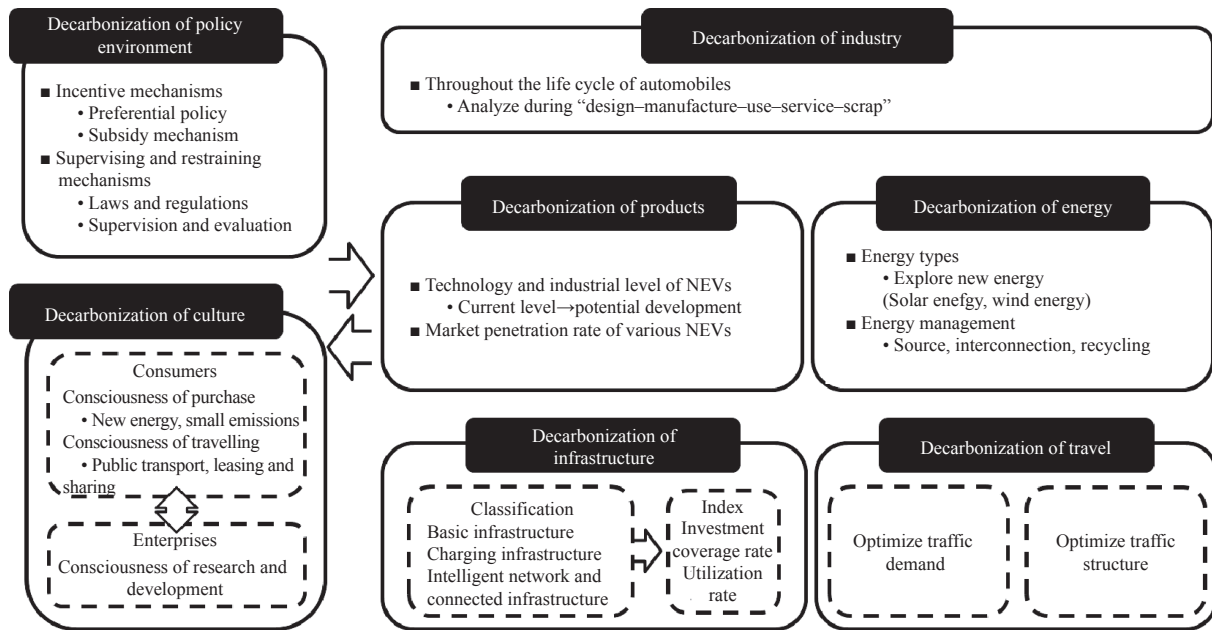 Decarbonization of policy
environment
■ Incentive mechanisms
• Preferential policy
• Subsidy mechanism
■ Supervising and restraining
mechanisms
• Laws and regulations
• Supervision and evaluation
Decarbonization of industry
■ Throughout the life cycle of automobiles
• Analyze during “design–manufacture–use–service–scrap”
Decarbonization of products
■ Technology and industrial level of NEVs
• Current level→potential development
■ Market penetration rate of various NEVs
Decarbonization of energy
■ Energy types
• Explore new energy
(Solar enefgy, wind energy)
■ Energy management
• Source, interconnection, recycling
Decarbonization of culture
Consumers
Consciousness of purchase
• New energy, small emissions
Consciousness of travelling
• Public transport, leasing and
sharing
Enterprises
Consciousness of research and
development
Decarbonization of
infrastructure
Classification
Basic infrastructure
Charging infrastructure
Intelligent network and
connected infrastructure
Index
Investment
coverage rate
Utilization
rate
Decarbonization of travel
Optimize traffic
demand
Optimize traffic
structure